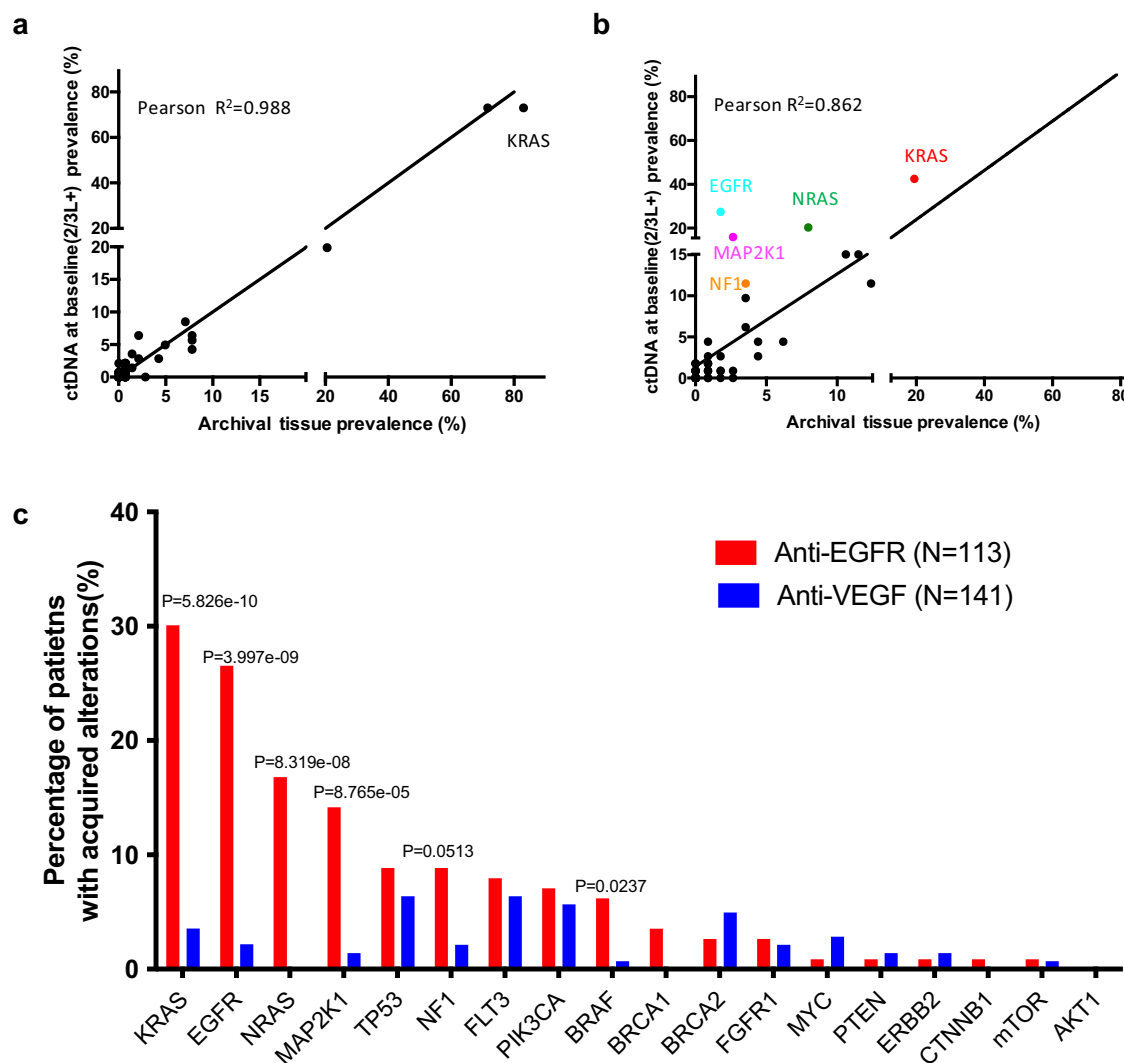 a
ctDNA at baseline(2/3L+) prevalence (%)
80
60
40
20
20
15
10
5
0
Pearson R²=0.988
KRAS
0 5 10 15 20 40 60 80
Archival tissue prevalence (%)
b
ctDNA at baseline(2/3L+) prevalence (%)
80
60
40
20
15
10
5
0
Pearson R²=0.862
KRAS
EGFR
NRAS
MAP2K1
NF1
0 5 10 20 40 60 80
Archival tissue prevalence (%)
c
Percentage of patietns
with acquired alterations(%)
40
30
20
10
0
Anti-EGFR (N=113)
Anti-VEGF (N=141)
P=5.826e-10
P=3.997e-09
P=8.319e-08
P=8.765e-05
P=0.0513
P=0.0237
KRAS
EGFR
NRAS
MAP2K1
TP53
NF1
FLT3
PIK3CA
BRAF
BRCA1
BRCA2
FGFR1
MYC
PTEN
ERBB2
CTNNB1
mTOR
AKT1